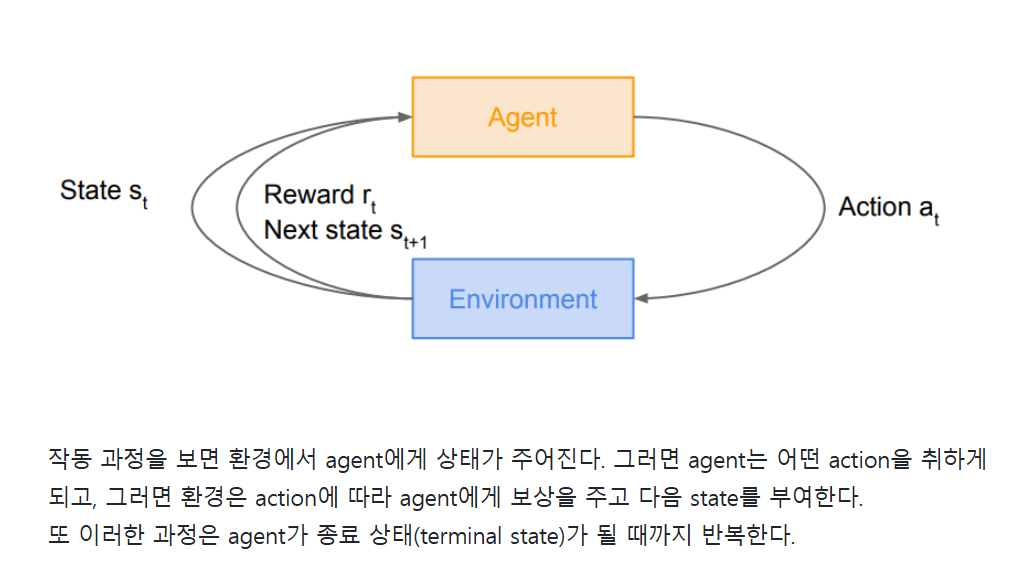 Agent
State st
Reward rt
Next state st+1
Action at
Environment
작동 과정을 보면 환경에서 agent에게 상태가 주어진다. 그러면 agent는 어떤 action을 취하게
되고, 그러면 환경은 action에 따라 agent에게 보상을 주고 다음 state를 부여한다.
또 이러한 과정은 agent가 종료 상태(terminal state)가 될 때까지 반복한다.